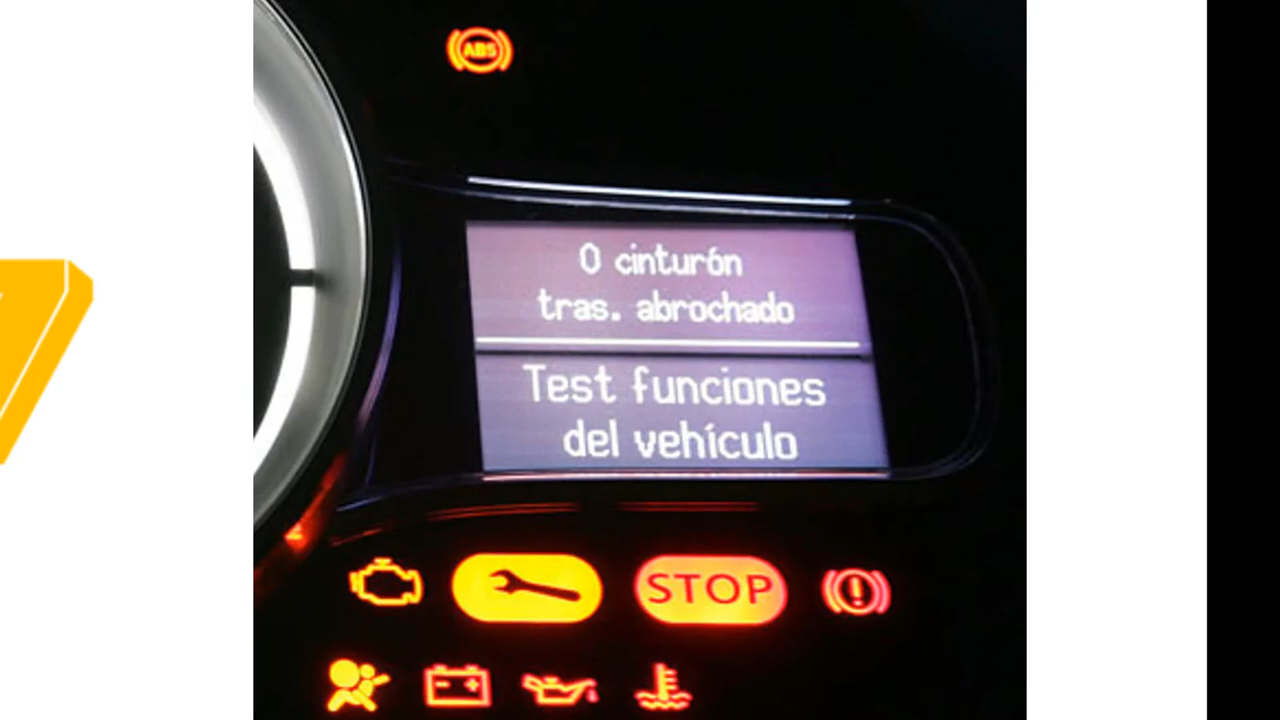 ABS
0 cinturón
tras. abrochado
Test funciones
del vehículo
STOP